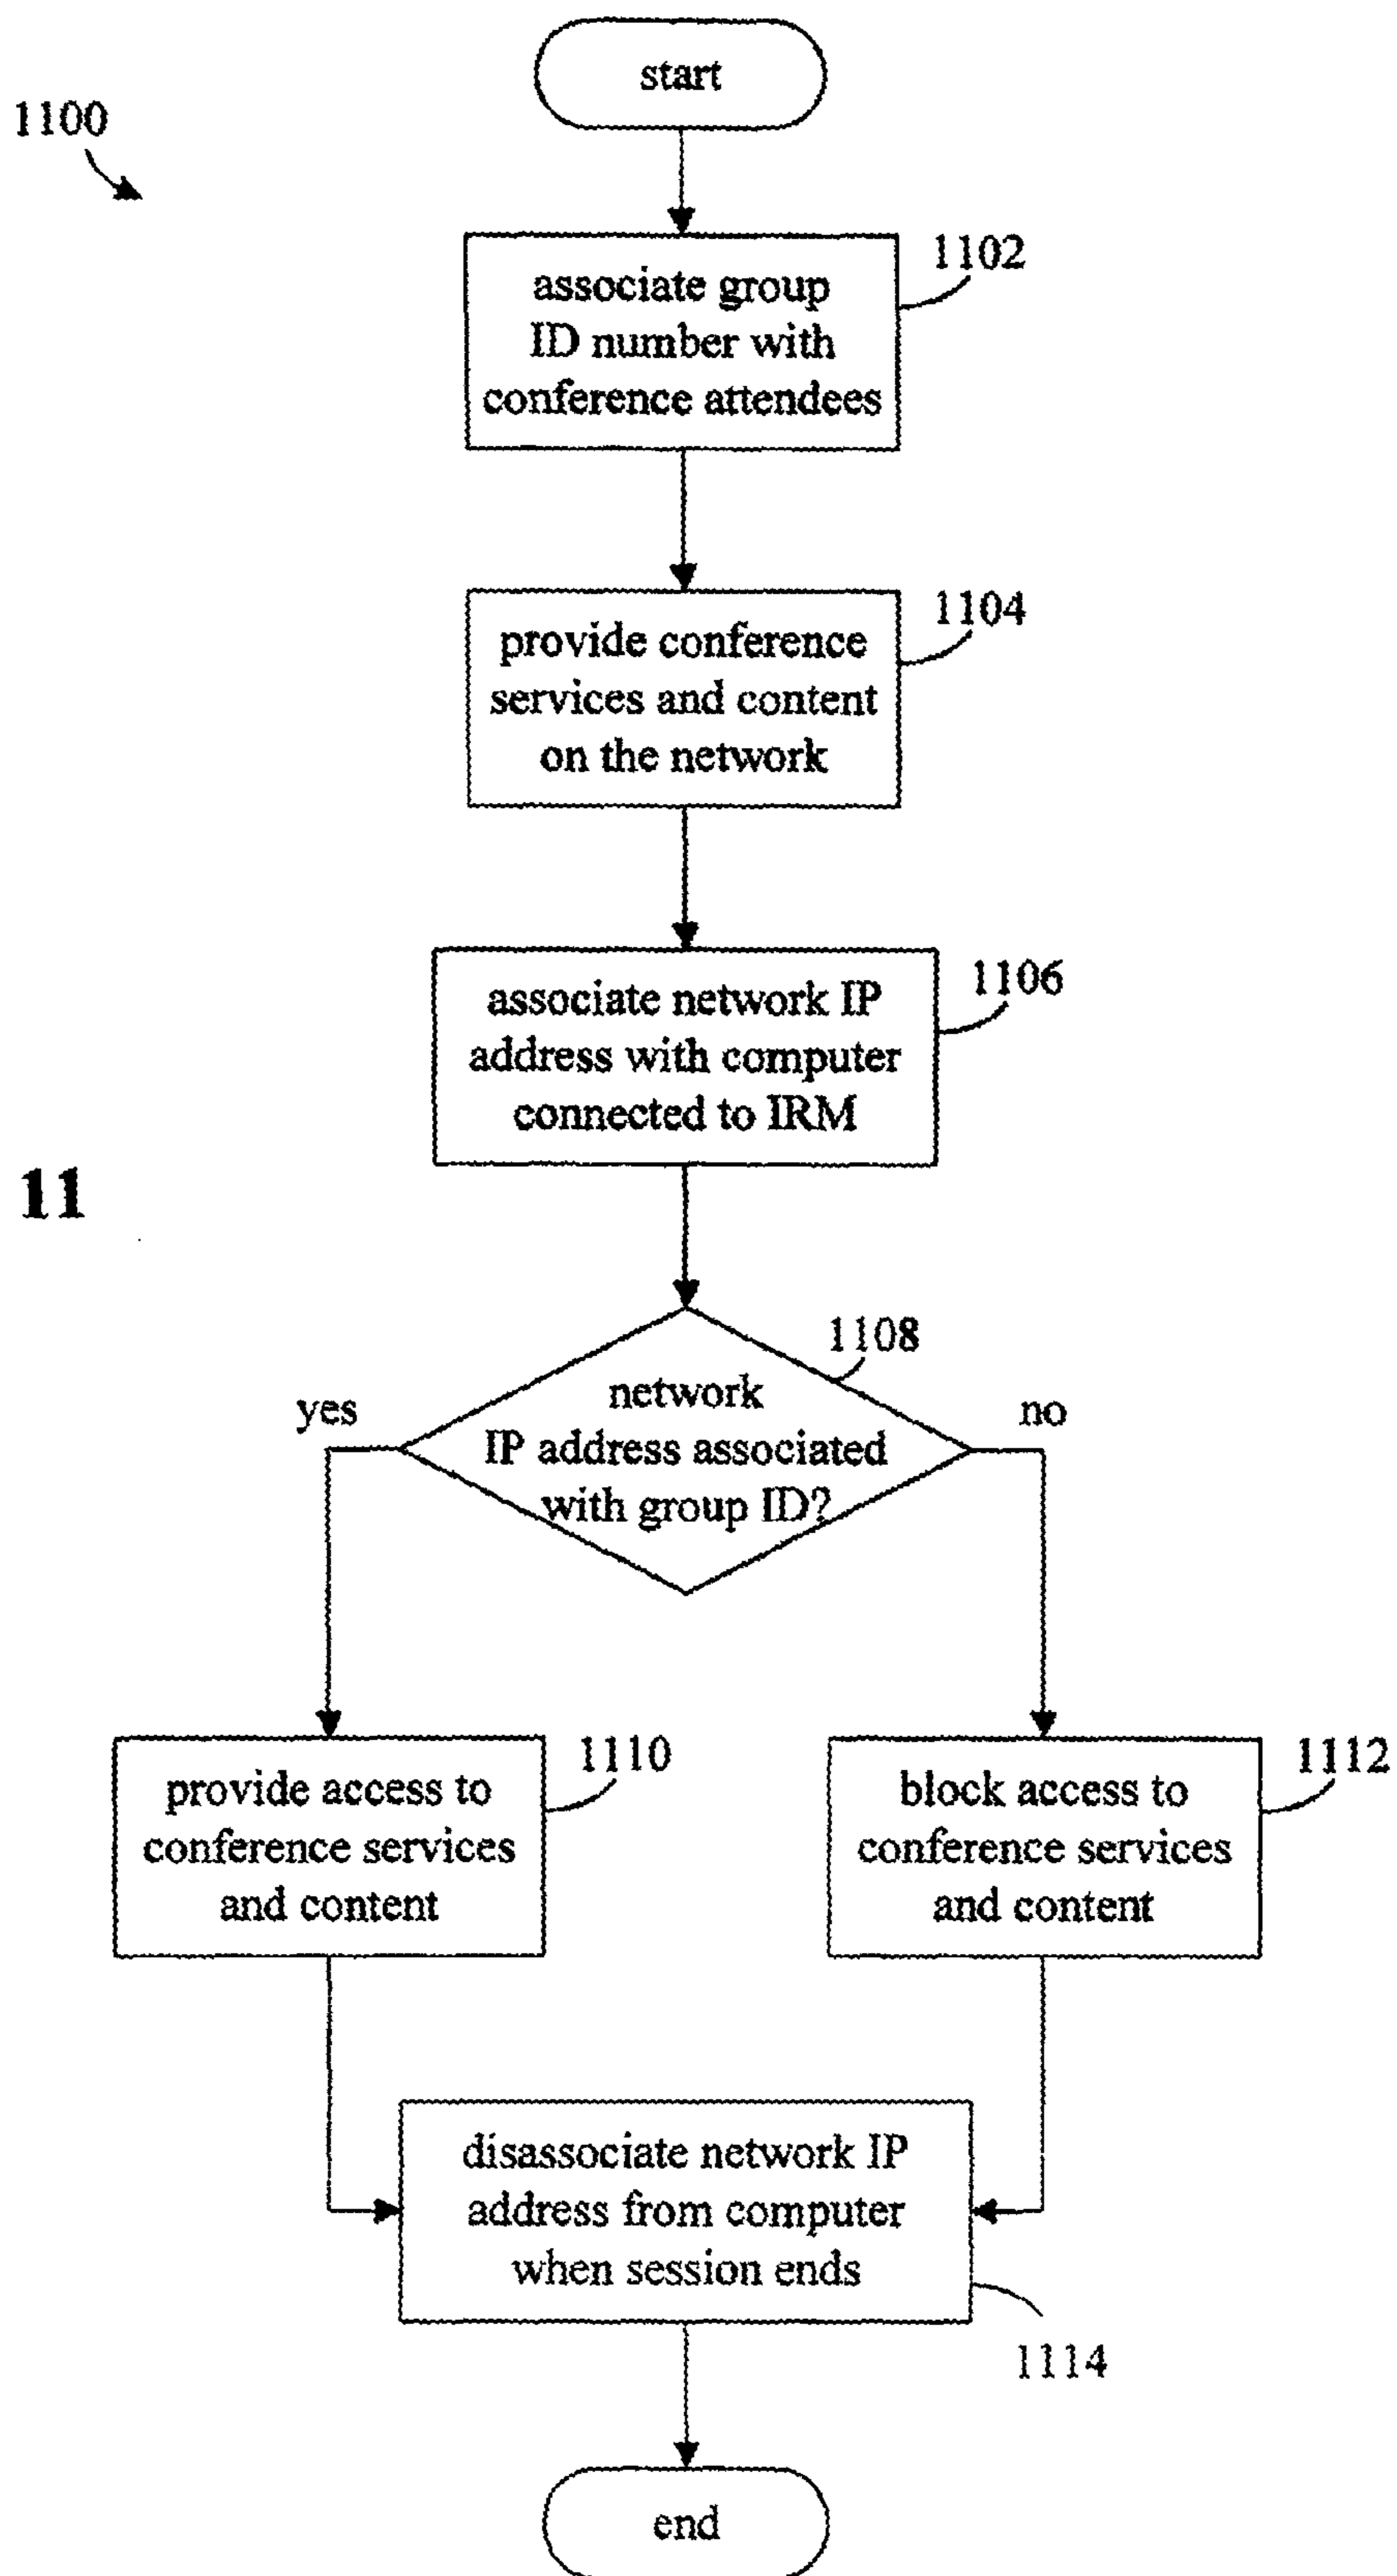 start
1100
1102
associate group
ID number with
conference attendees
1104
provide conference
services and content
on the network
1106
associate network IP
address with computer
connected to IRM
11
1108
network
IP address associated
with group ID?
yes
no
1110
provide access to
conference services
and content
1112
block access to
conference services
and content
disassociate network IP
address from computer
when session ends
1114
end